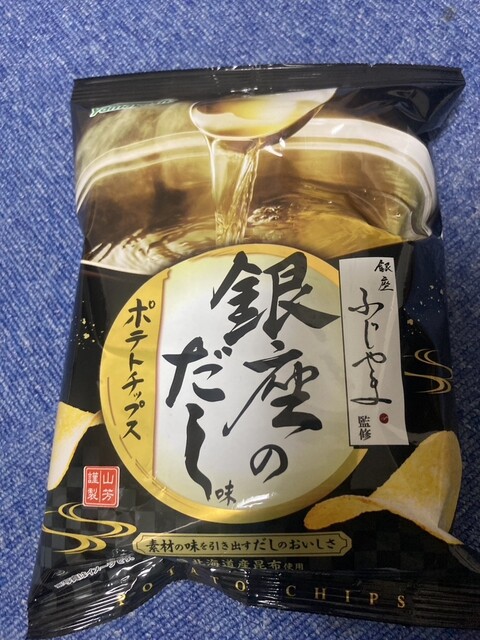 銀座の
だし味
ポテトチップス
銀座
ふじやま
監修
山芳
謹製
素材の味を引き出すだしのおいしさ
北海道産昆布使用
POTATO CHIPS